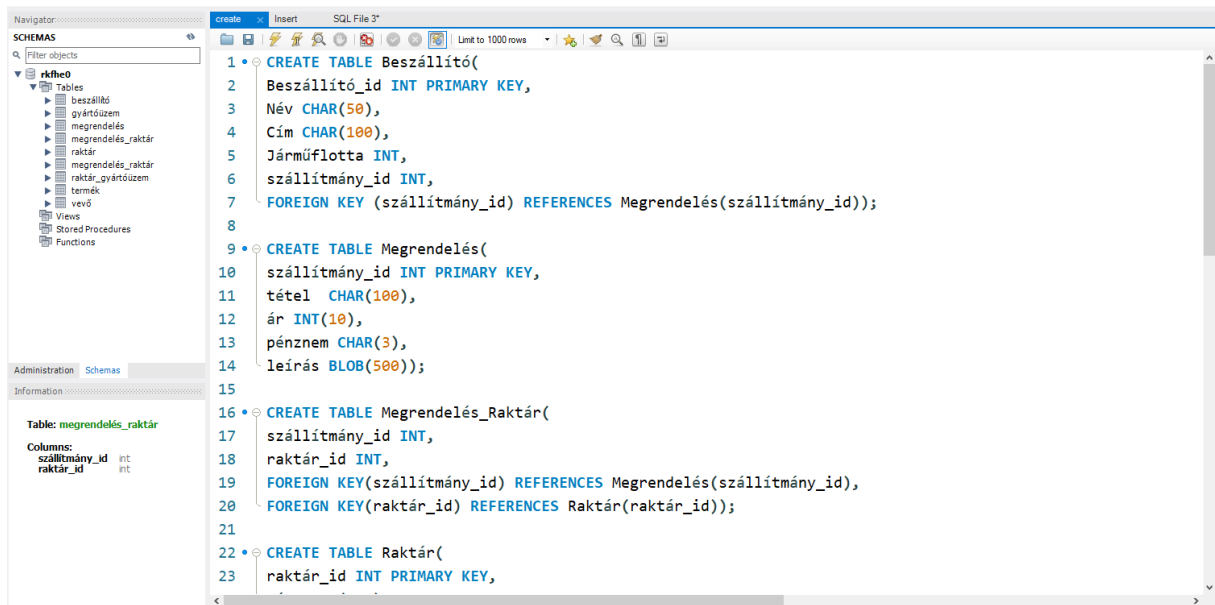 Navigator
SCHEMAS
Filter objects
rkfhe0
Tables
beszállító
gyártóüzem
megrendelés
megrendelés_raktár
raktár
megrendelés_raktár
raktár_gyártóüzem
termék
vevő
Views
Stored Procedures
Functions
Administration Schemas
Information
Table: megrendelés_raktár
Columns:
szállítmány_id int
raktár_id int
create Insert SQL File 3*
Limit to 1000 rows
1 CREATE TABLE Beszállító(
2 Beszállító_id INT PRIMARY KEY,
3 Név CHAR(50),
4 Cím CHAR(100),
5 Járműflotta INT,
6 szállítmány_id INT,
7 FOREIGN KEY (szállítmány_id) REFERENCES Megrendelés(szállítmány_id));
8
9 CREATE TABLE Megrendelés(
10 szállítmány_id INT PRIMARY KEY,
11 tétel CHAR(100),
12 ár INT(10),
13 pénznem CHAR(3),
14 leírás BLOB(500));
15
16 CREATE TABLE Megrendelés_Raktár(
17 szállítmány_id INT,
18 raktár_id INT,
19 FOREIGN KEY(szállítmány_id) REFERENCES Megrendelés(szállítmány_id),
20 FOREIGN KEY(raktár_id) REFERENCES Raktár(raktár_id));
21
22 CREATE TABLE Raktár(
23 raktár_id INT PRIMARY KEY,